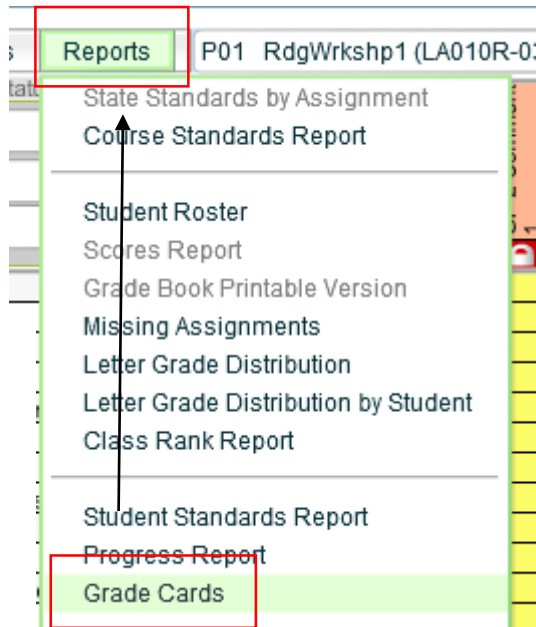 Reports P01 RdgWrkshp1 (LA010R-03
State Standards by Assignment
Course Standards Report
Student Roster
Scores Report
Grade Book Printable Version
Missing Assignments
Letter Grade Distribution
Letter Grade Distribution by Student
Class Rank Report
Student Standards Report
Progress Report
Grade Cards